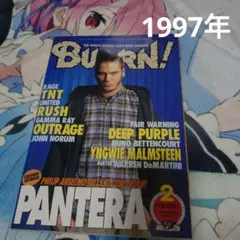 1997年
BURRN!
RAGE
TNT
UNITED
RUSH
GAMMA RAY
OUTRAGE
JOHN NORUM
FAIR WARNING
DEEP PURPLE
NUNO BETTENCOURT
YNGWIE MALMSTEEN
WARREN DeMARTINI
2
PANTERA